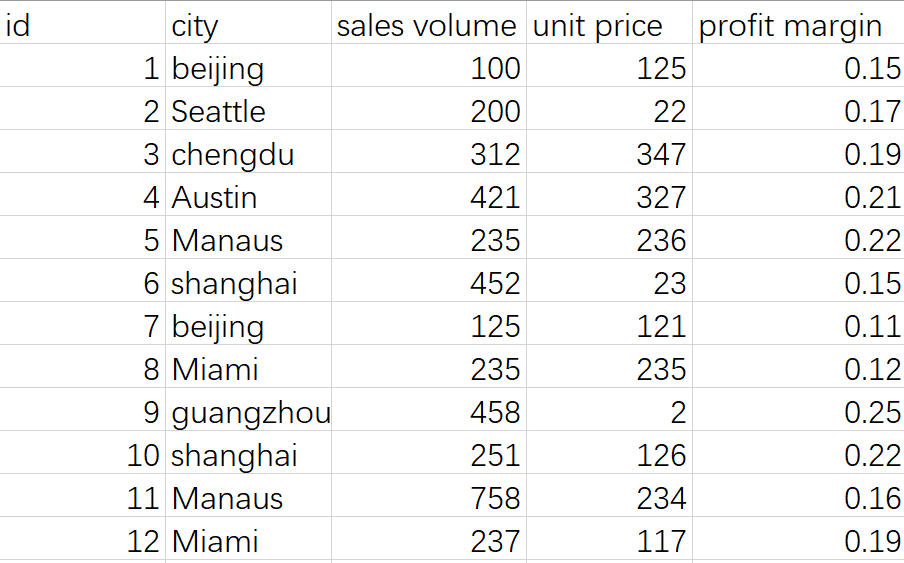 id city sales volume unit price profit margin
1 beijing 100 125 0.15
2 Seattle 200 22 0.17
3 chengdu 312 347 0.19
4 Austin 421 327 0.21
5 Manaus 235 236 0.22
6 shanghai 452 23 0.15
7 beijing 125 121 0.11
8 Miami 235 235 0.12
9 guangzhou 458 2 0.25
10 shanghai 251 126 0.22
11 Manaus 758 234 0.16
12 Miami 237 117 0.19